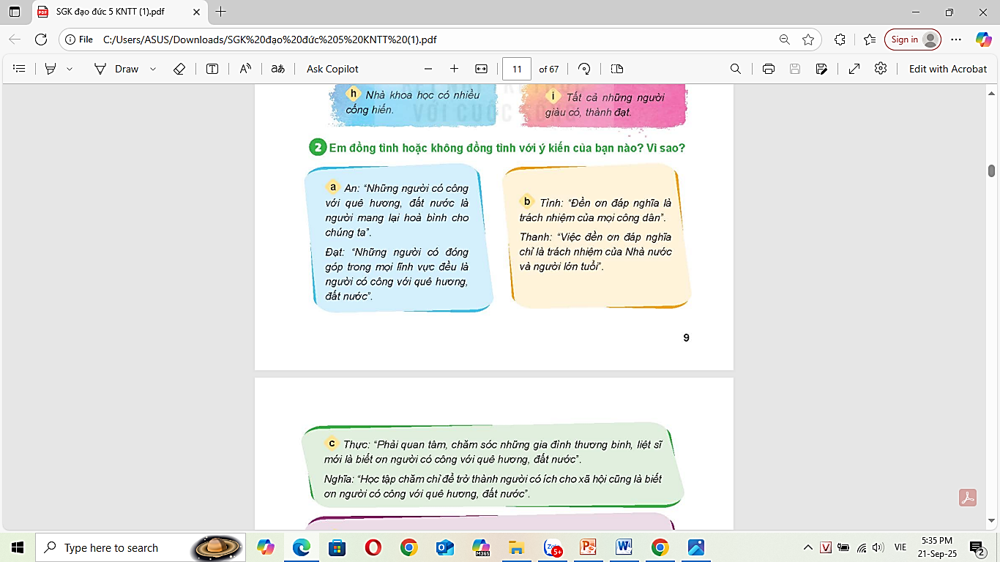 SGK đạo đức 5 KNTT (1).pdf
File C:/Users/ASUS/Downloads/SGK%20đạo%20đức%205%20KNTT%20(1).pdf
Sign in
Draw
Ask Copilot
11 of 67
Edit with Acrobat
h Nhà khoa học có nhiều
cống hiến.
i Tất cả những người
giàu có, thành đạt.
VỚI CUỘC SỐNG
2 Em đồng tình hoặc không đồng tình với ý kiến của bạn nào? Vì sao?
a An: “Những người có công
với quê hương, đất nước là
người mang lại hoà bình cho
chúng ta”.
Đạt: “Những người có đóng
góp trong mọi lĩnh vực đều là
người có công với quê hương,
đất nước”.
b Tình: “Đền ơn đáp nghĩa là
trách nhiệm của mọi công dân”.
Thanh: “Việc đền ơn đáp nghĩa
chỉ là trách nhiệm của Nhà nước
và người lớn tuổi”.
9
c Thực: “Phải quan tâm, chăm sóc những gia đình thương binh, liệt sĩ
mới là biết ơn người có công với quê hương, đất nước”.
Nghĩa: “Học tập chăm chỉ để trở thành người có ích cho xã hội cũng là biết
ơn người có công với quê hương, đất nước”.
Type here to search
M365
5+
VIE
5:35 PM
21-Sep-25
2